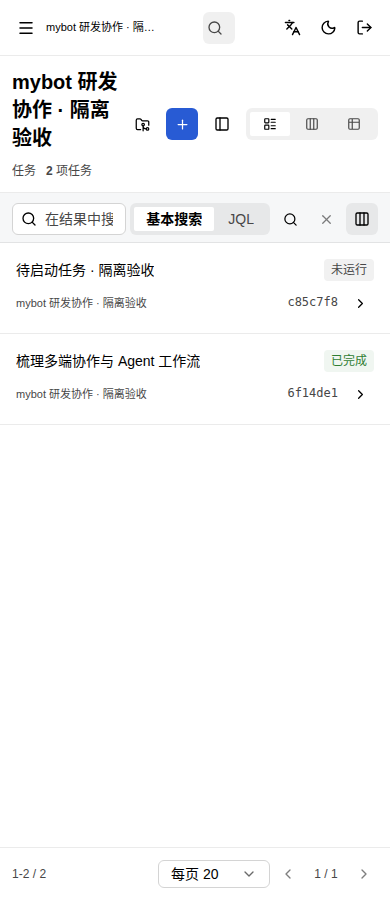 mybot 研发协作 · 隔…
mybot 研发
协作 · 隔离
验收
任务 2 项任务
在结果中搜 基本搜索 JQL
待启动任务 · 隔离验收 未运行
mybot 研发协作 · 隔离验收 c85c7f8
梳理多端协作与 Agent 工作流 已完成
mybot 研发协作 · 隔离验收 6f14de1
1-2 / 2 每页 20 1 / 1